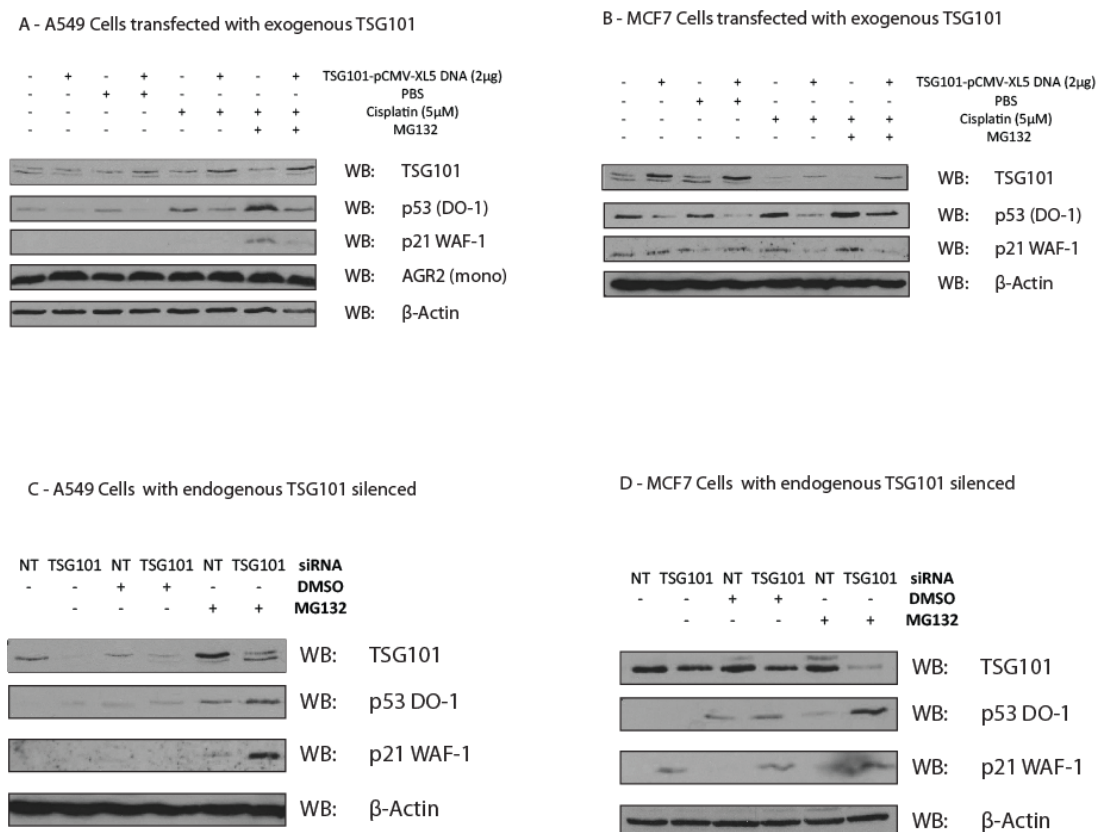 A - A549 Cells transfected with exogenous TSG101
- + - + - + - + TSG101-pCMV-XL5 DNA (2µg)
- - + + - - - - PBS
- - - - + + + + Cisplatin (5µM)
- - - - - - + + MG132
WB: TSG101
WB: p53 (DO-1)
WB: p21 WAF-1
WB: AGR2 (mono)
WB: β-Actin
B - MCF7 Cells transfected with exogenous TSG101
- + - + - + - + TSG101-pCMV-XL5 DNA (2µg)
- - + + - - - - PBS
- - - - + + + + Cisplatin (5µM)
- - - - - - + + MG132
WB: TSG101
WB: p53 (DO-1)
WB: p21 WAF-1
WB: β-Actin
C - A549 Cells with endogenous TSG101 silenced
NT TSG101 NT TSG101 NT TSG101 siRNA
- - + + - - DMSO
- - - + + MG132
WB: TSG101
WB: p53 DO-1
WB: p21 WAF-1
WB: β-Actin
D - MCF7 Cells with endogenous TSG101 silenced
NT TSG101 NT TSG101 NT TSG101 siRNA
- - + + - - DMSO
- - - + + MG132
WB: TSG101
WB: p53 DO-1
WB: p21 WAF-1
WB: β-Actin